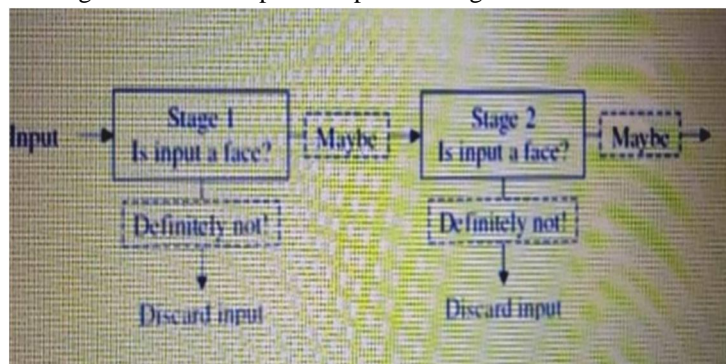 Input
Stage 1
Is input a face?
Maybe
Stage 2
Is input a face?
Maybe
Definitely not!
Definitely not!
Discard input
Discard input